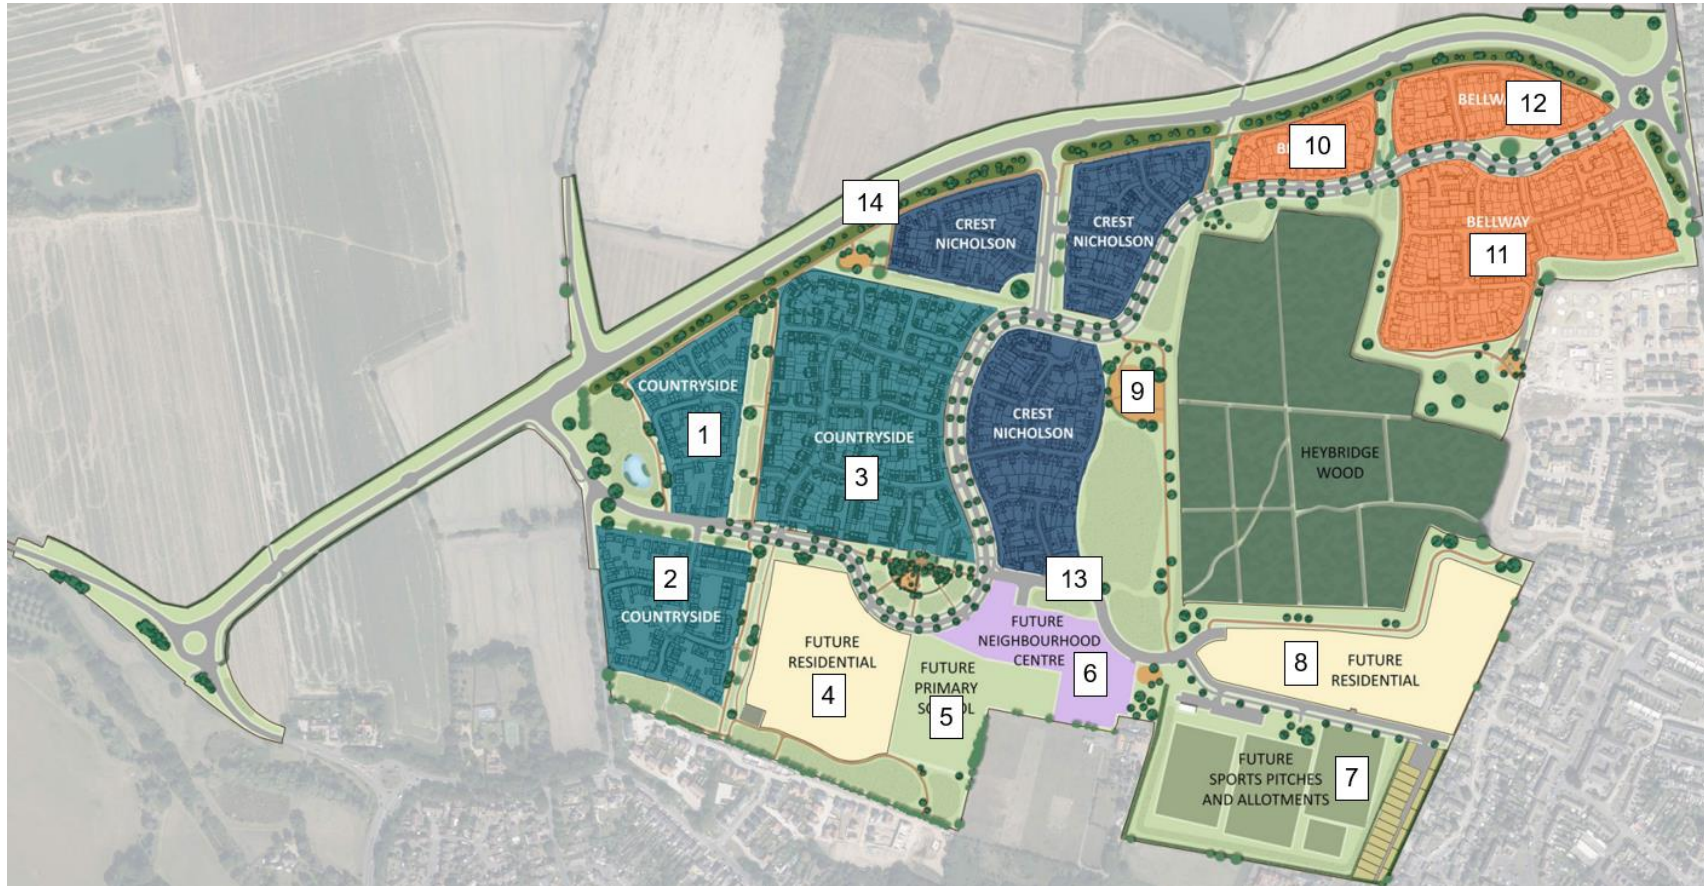 12
BELLWAY
10
14
CREST
NICHOLSON
CREST
NICHOLSON
BELLWAY
11
COUNTRYSIDE
1
COUNTRYSIDE
3
CREST
NICHOLSON
9
HEYBRIDGE
WOOD
2
COUNTRYSIDE
13
FUTURE
NEIGHBOURHOOD
CENTRE
6
FUTURE
RESIDENTIAL
4
FUTURE
PRIMARY
5
8
FUTURE
RESIDENTIAL
FUTURE
SPORTS PITCHES
AND ALLOTMENTS
7